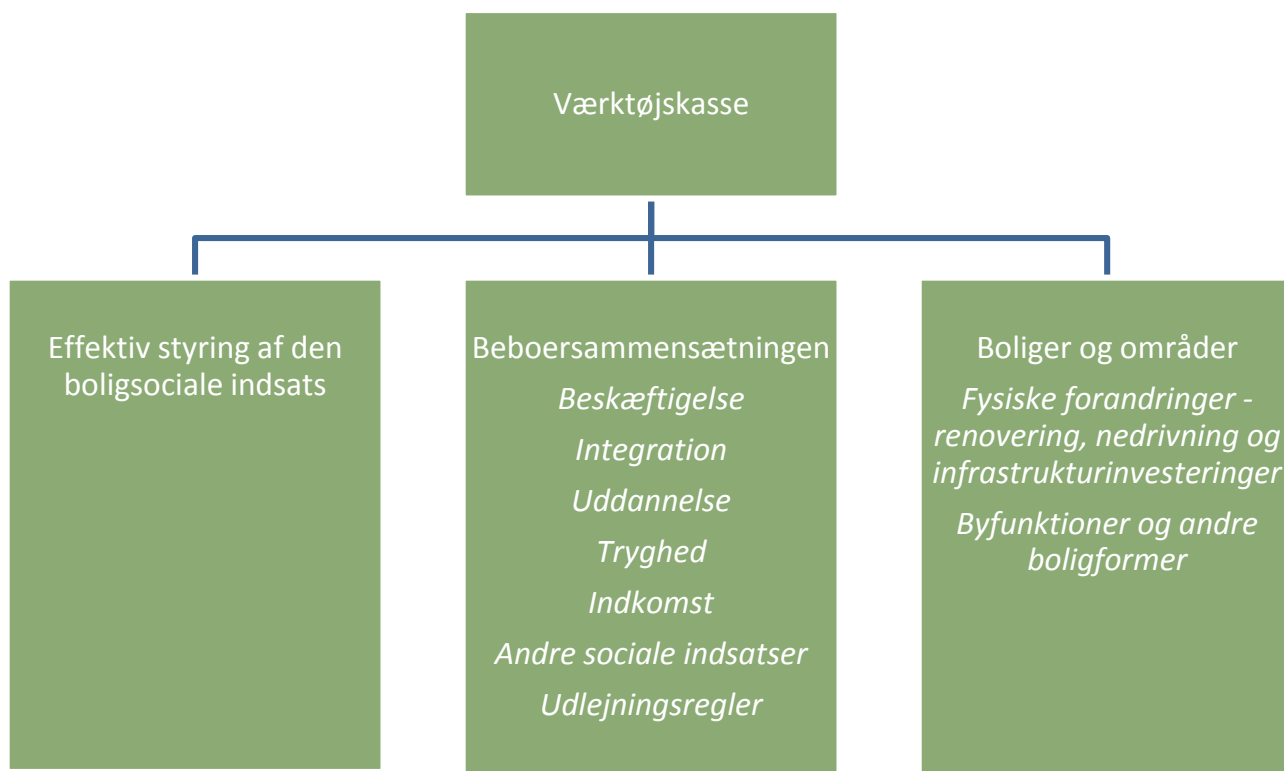 Værktøjskasse
Effektiv styring af den
boligsociale indsats
Beboersammensætningen
Beskæftigelse
Integration
Uddannelse
Tryghed
Indkomst
Andre sociale indsatser
Udlejningsregler
Boliger og områder
Fysiske forandringer -
renovering, nedrivning og
infrastrukturinvesteringer
Byfunktioner og andre
boligformer